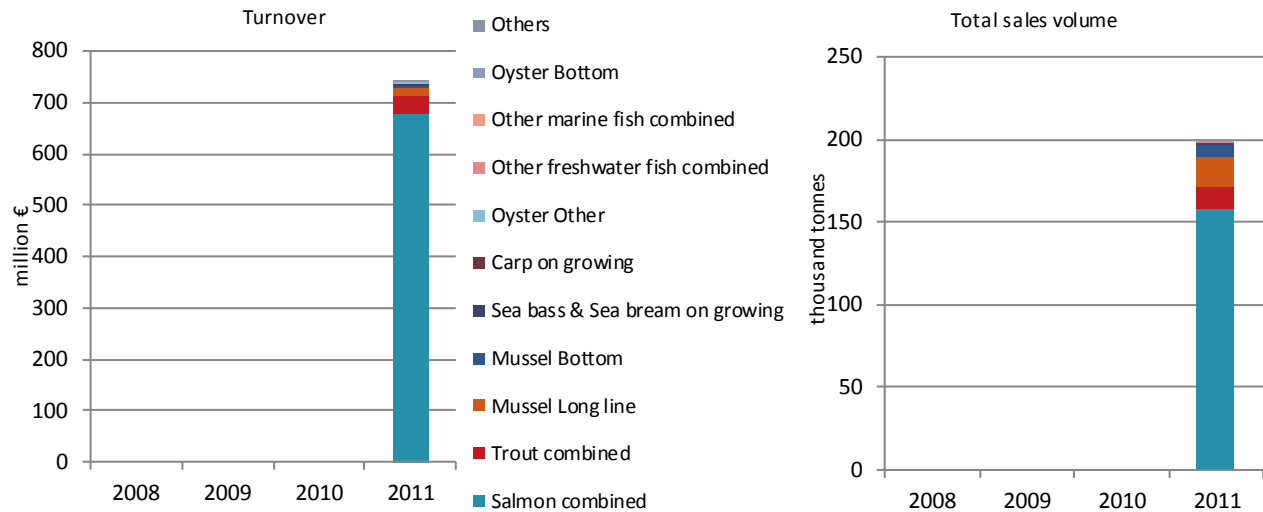 Turnover
million €
800
700
600
500
400
300
200
100
0
2008 2009 2010 2011
Others
Oyster Bottom
Other marine fish combined
Other freshwater fish combined
Oyster Other
Carp on growing
Sea bass & Sea bream on growing
Mussel Bottom
Mussel Long line
Trout combined
Salmon combined
Total sales volume
thousand tonnes
250
200
150
100
50
0
2008 2009 2010 2011